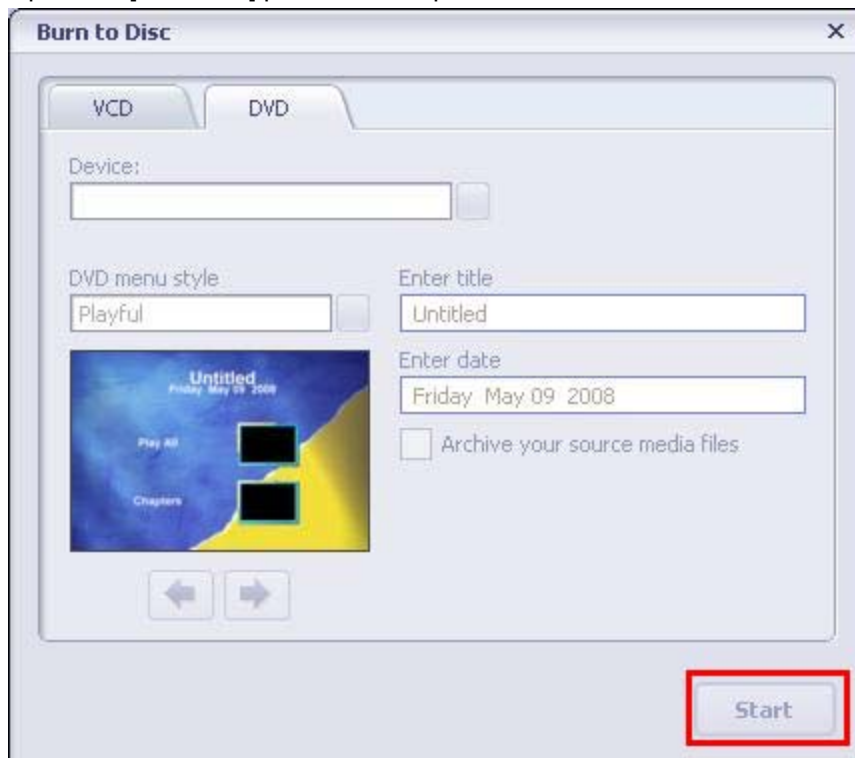 Burn to Disc
VCD DVD
Device:
DVD menu style
Playful
Enter title
Untitled
Untitled
Friday May 09 2008
Play All
Chapters
Enter date
Friday May 09 2008
Archive your source media files
Start